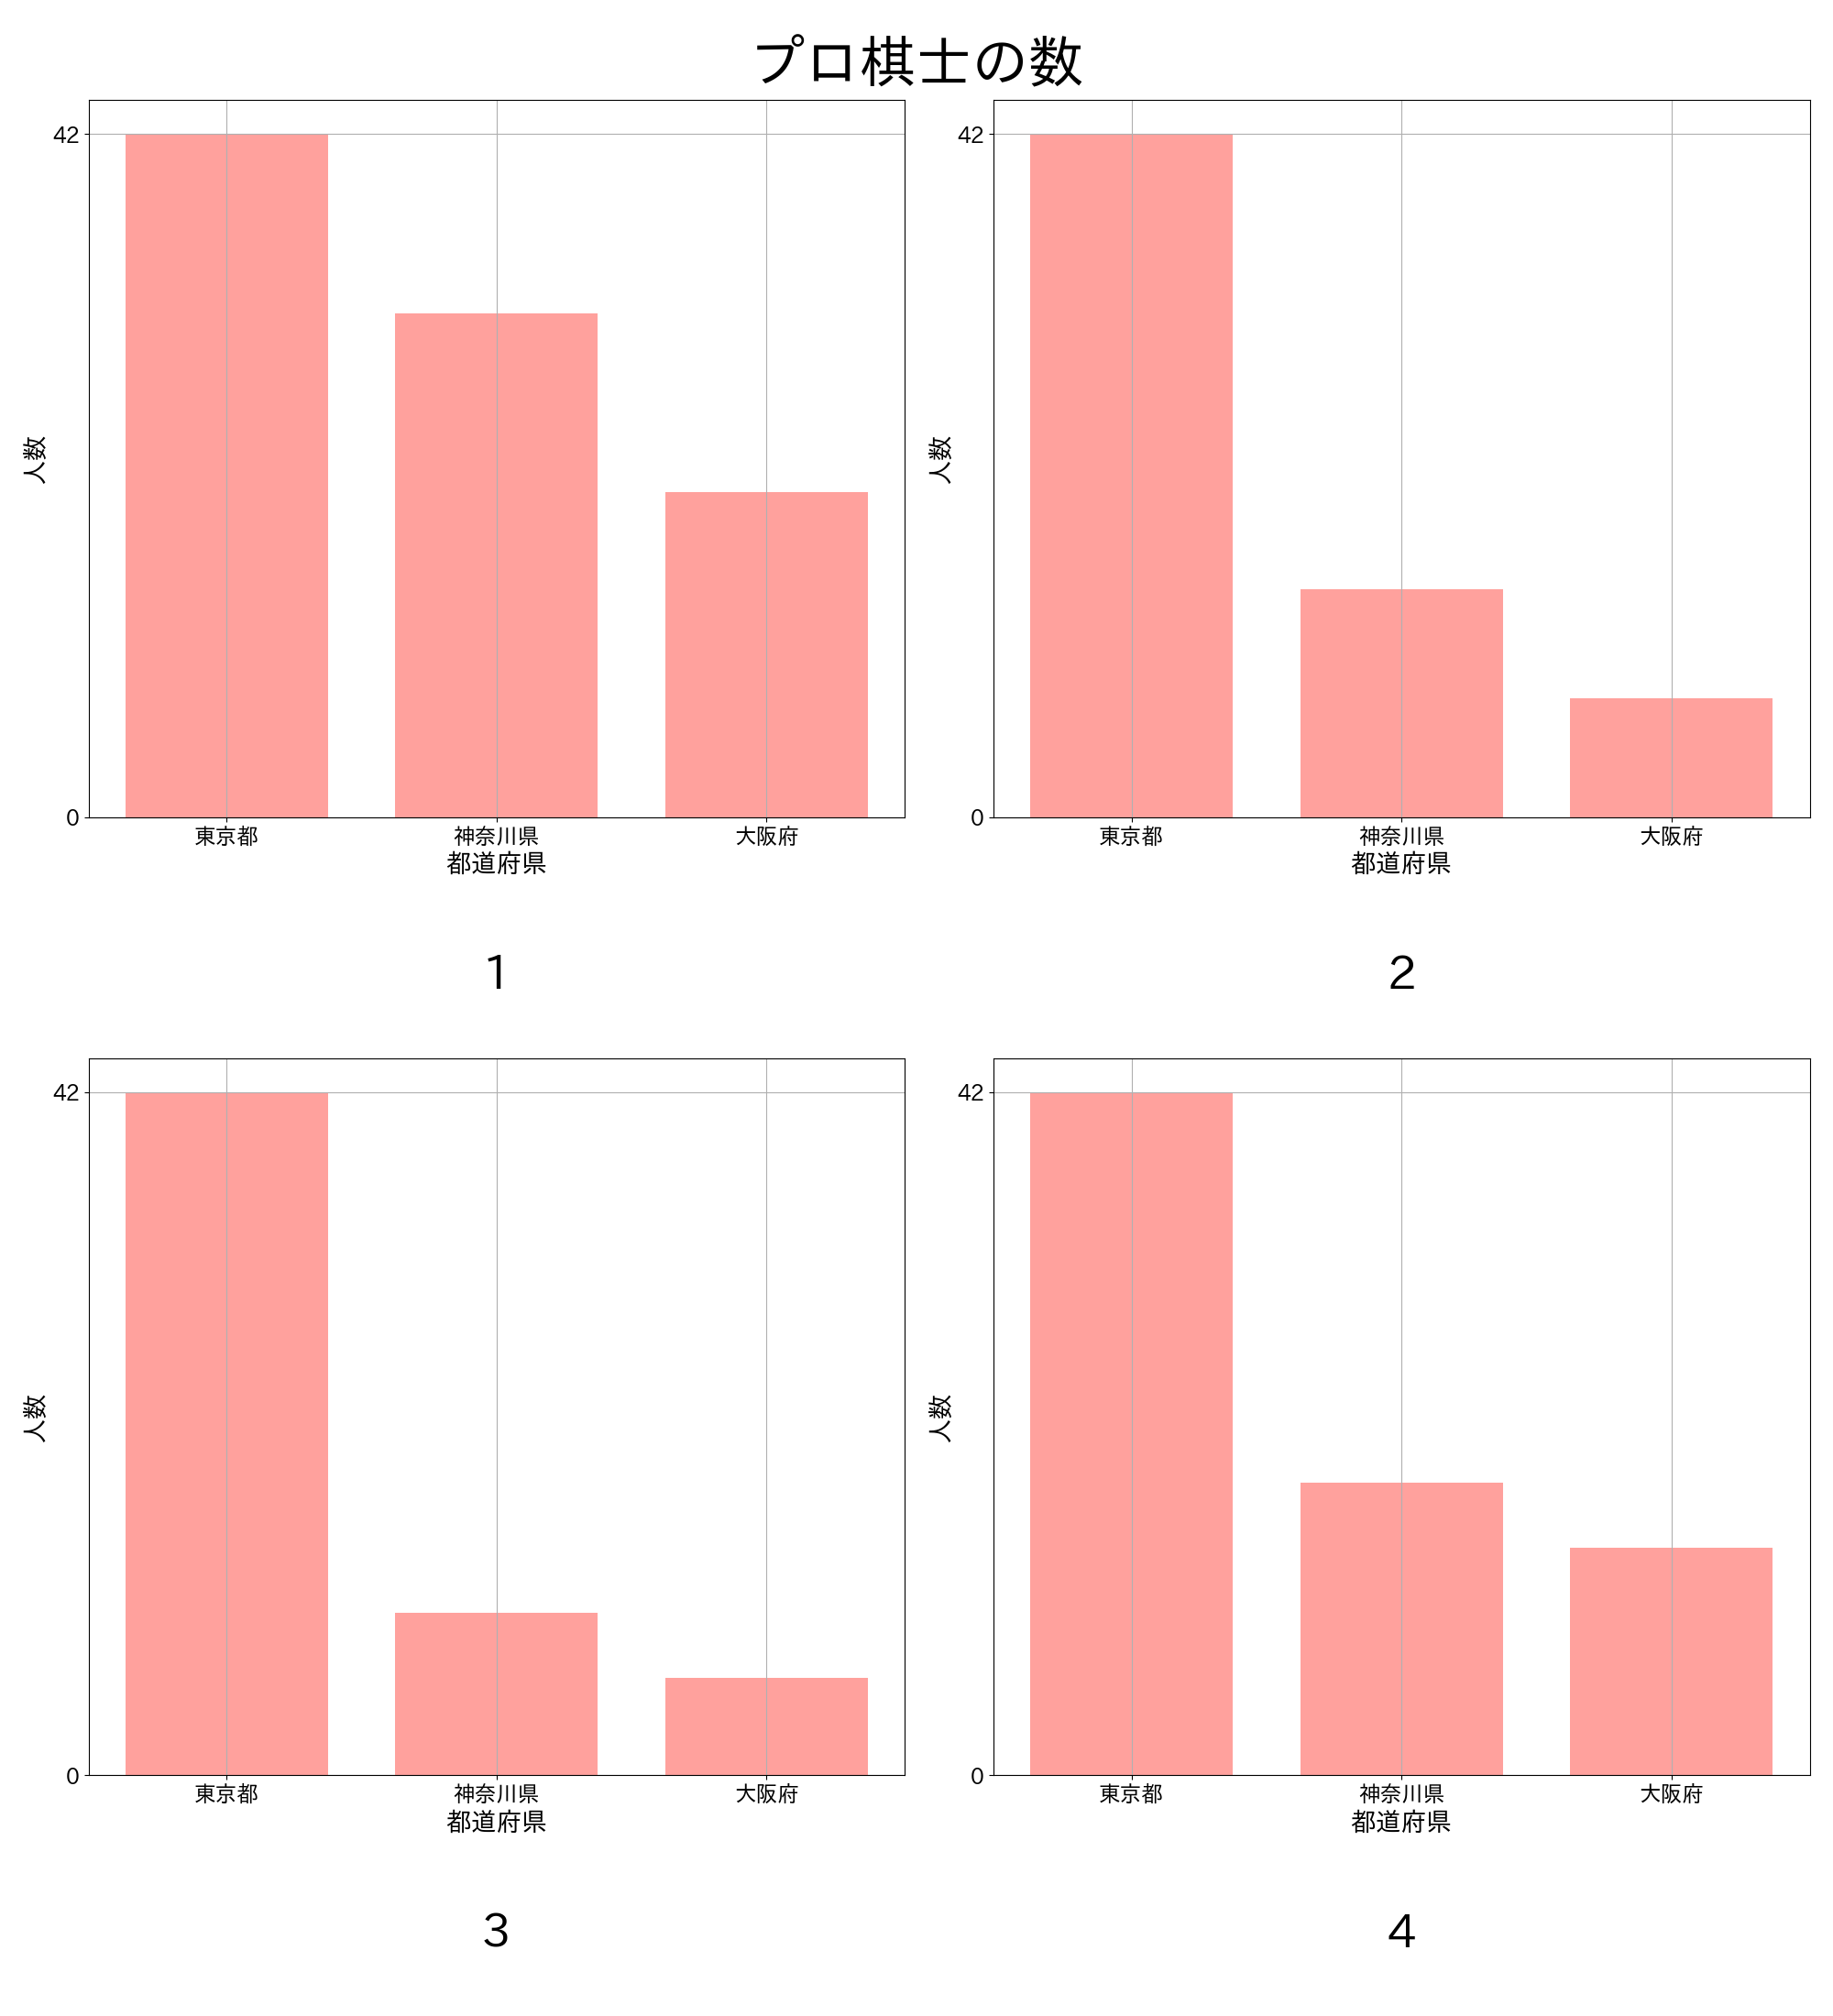 プロ棋士の数
42
0
人数
東京都 神奈川県 大阪府
都道府県
1
42
0
人数
東京都 神奈川県 大阪府
都道府県
2
42
0
人数
東京都 神奈川県 大阪府
都道府県
3
42
0
人数
東京都 神奈川県 大阪府
都道府県
4